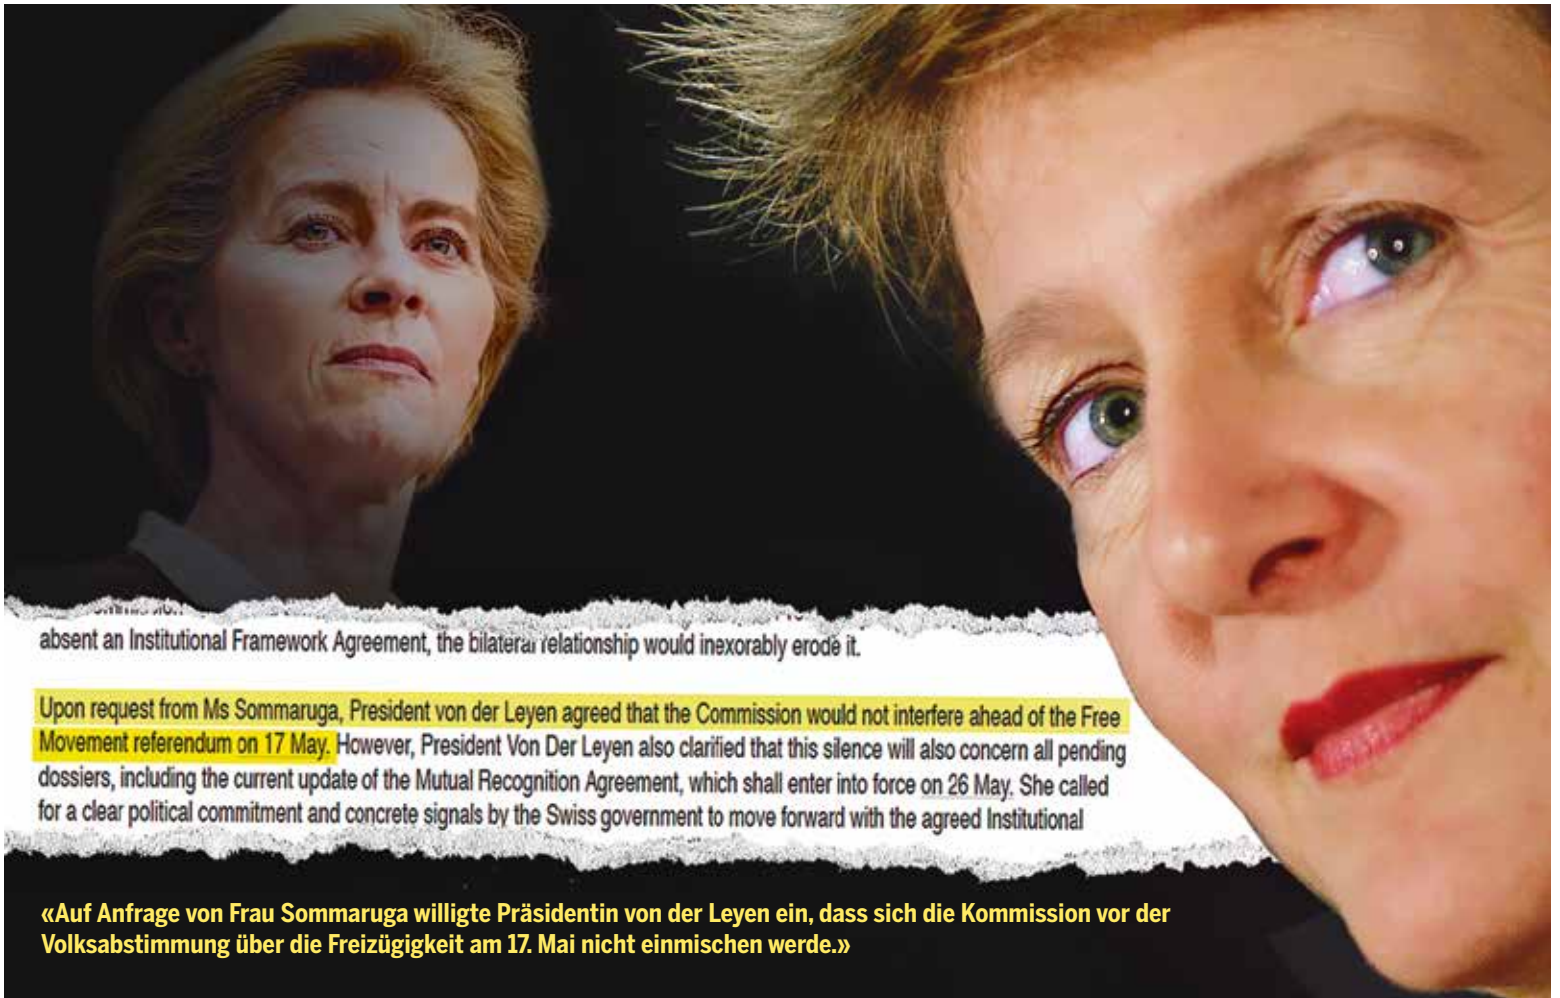 absent an Institutional Framework Agreement, the bilateral relationship would inexorably erode it.
Upon request from Ms Sommaruga, President von der Leyen agreed that the Commission would not interfere ahead of the Free
Movement referendum on 17 May. However, President Von Der Leyen also clarified that this silence will also concern all pending
dossiers, including the current update of the Mutual Recognition Agreement, which shall enter into force on 26 May. She called
for a clear political commitment and concrete signals by the Swiss government to move forward with the agreed Institutional
«Auf Anfrage von Frau Sommaruga willigte Präsidentin von der Leyen ein, dass sich die Kommission vor der
Volksabstimmung über die Freizügigkeit am 17. Mai nicht einmischen werde.»